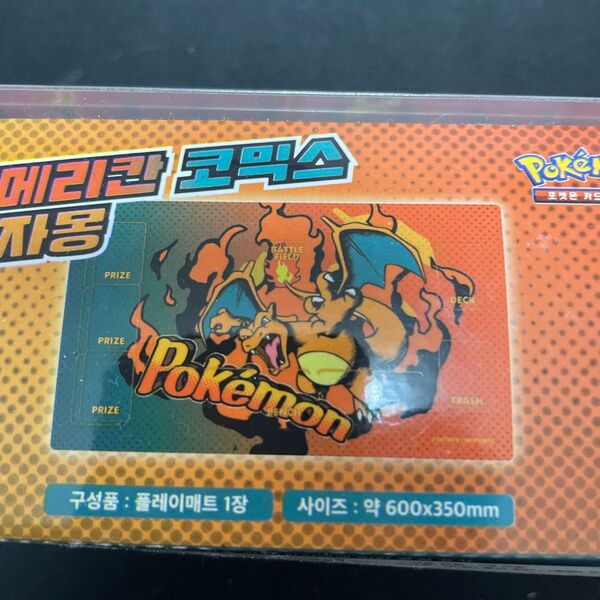 메리칸 코믹스
자몽
POKéM
포켓몬 카드
BATTLE
FIELD
PRIZE
DECK
PRIZE
Pokémon
PRIZE
BENCH
TRASH
구성품 : 플레이매트 1장
사이즈 : 약 600x350mm